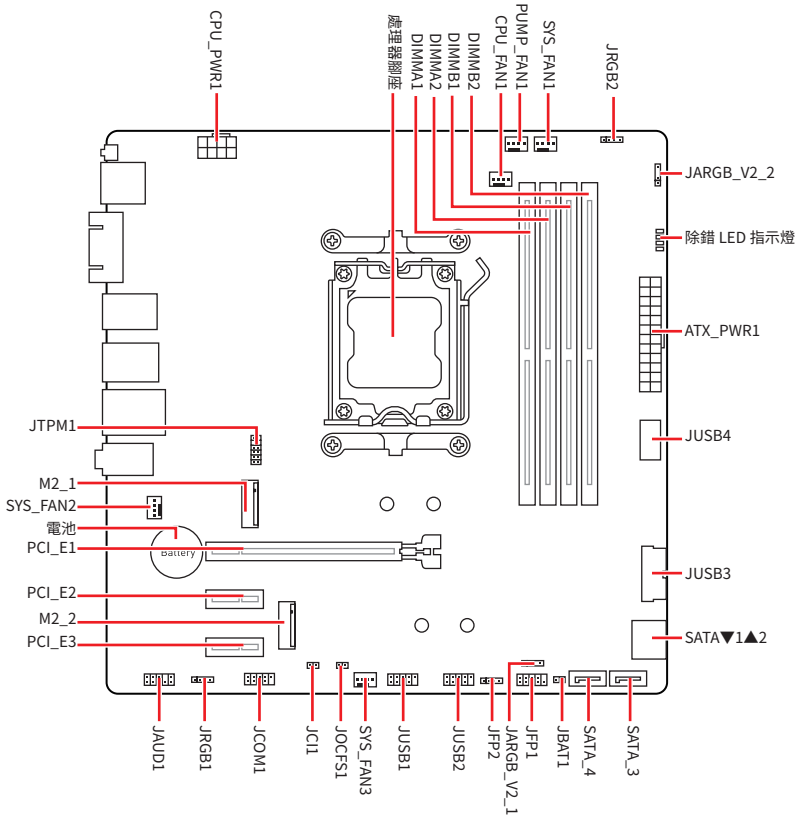 CPU_PWR1
處理器腳座
DIMMA1
DIMMA2
DIMMB1
DIMMB2
CPU_FAN1
PUMP_FAN1
SYS_FAN1
JRGB2
JARGB_V2_2
除錯 LED 指示燈
ATX_PWR1
JUSB4
JUSB3
SATA▼1▲2
JTPM1
M2_1
SYS_FAN2
電池
Battery
PCI_E1
PCI_E2
M2_2
PCI_E3
JAUD1
JRGB1
JCOM1
JCI1
JOCFS1
SYS_FAN3
JUSB1
JUSB2
JFP2
JARGB_V2_1
JFP1
JBAT1
SATA_4
SATA_3